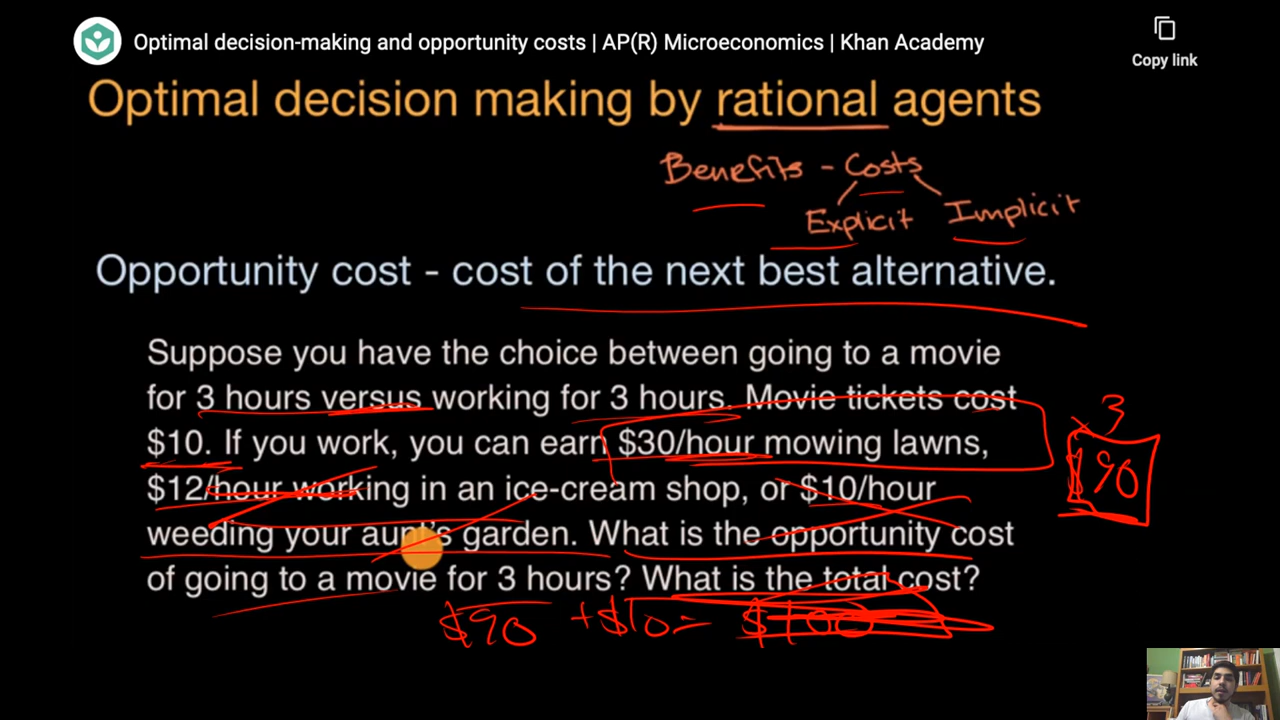 Optimal decision-making and opportunity costs | AP(R) Microeconomics | Khan Academy
Copy link
Optimal decision making by rational agents
Benefits - Costs
Explicit Implicit
Opportunity cost - cost of the next best alternative.
Suppose you have the choice between going to a movie
for 3 hours versus working for 3 hours. Movie tickets cost
$10. If you work, you can earn $30/hour mowing lawns,
$12/hour working in an ice-cream shop, or $10/hour
weeding your aunt's garden. What is the opportunity cost
of going to a movie for 3 hours? What is the total cost?
x 3
$90
$90 + $10 = $100